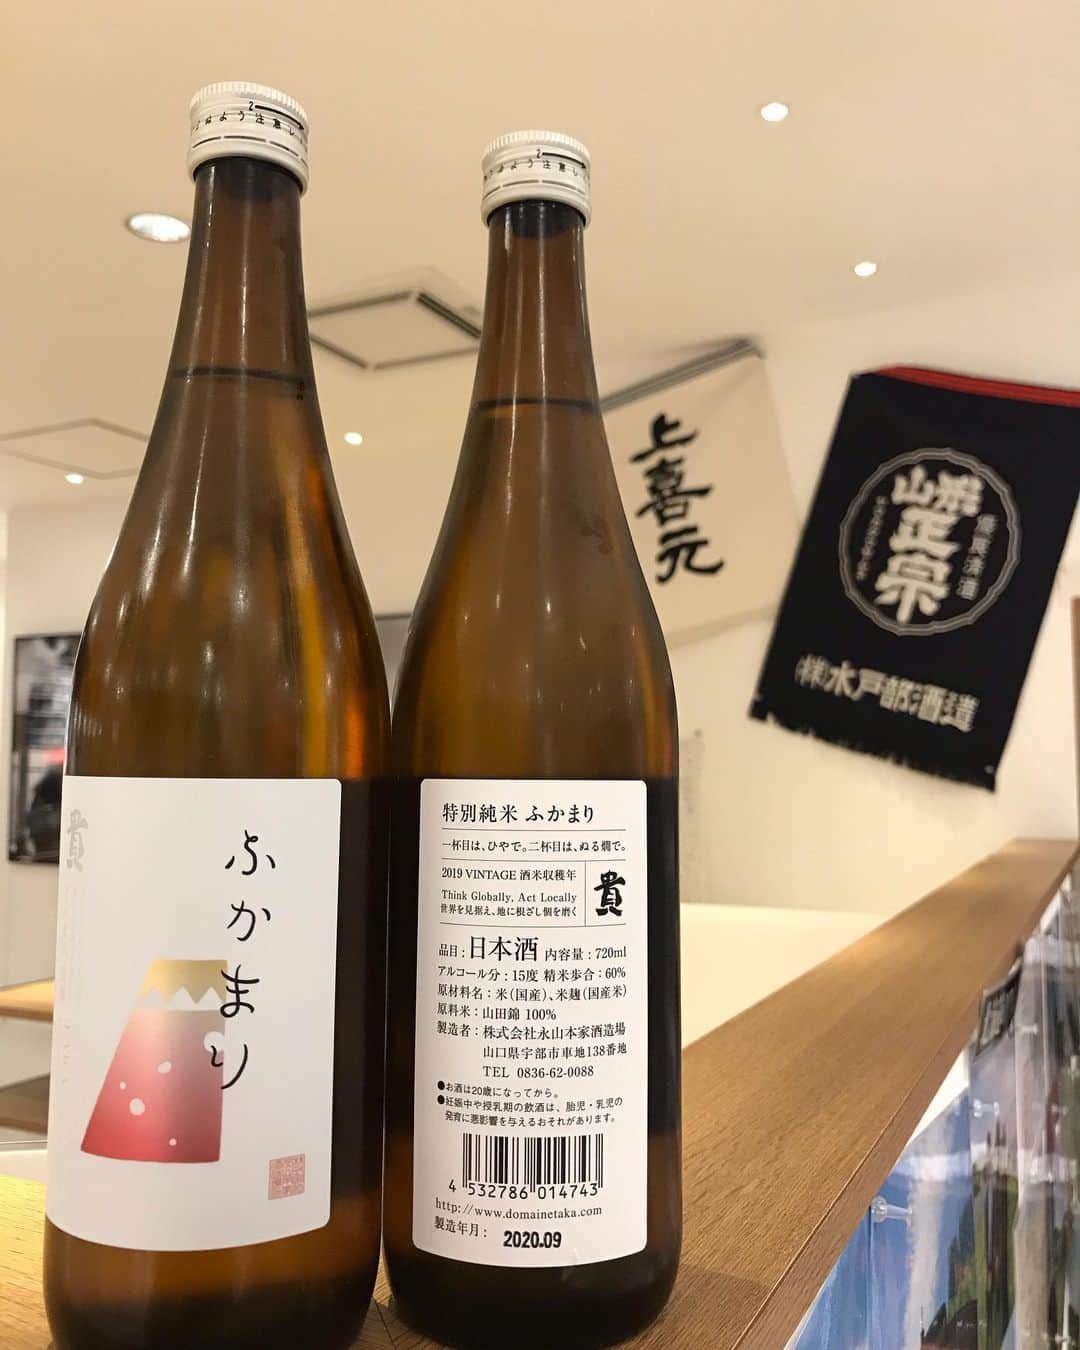 ふかまり
貴
特別純米 ふかまり
一杯目は、ひやで。二杯目は、ぬる燗で。
2019 VINTAGE 酒米収穫年
Think Globally, Act Locally
世界を見据え、地に根ざし個を磨く
貴
品目：日本酒 内容量：720ml
アルコール分：15度 精米歩合：60%
原材料名：米（国産）、米麹（国産米）
原料米：山田錦 100%
製造者：株式会社永山本家酒造場
山口県宇部市車地138番地
TEL 0836-62-0088
●お酒は20歳になってから。
●妊娠中や授乳期の飲酒は、胎児・乳児の
発育に悪影響を与えるおそれがあります。
4 532786 014743
http://www.domainetaka.com
製造年月：2020.09
上喜元
山形正宗
(株)水戸部酒造